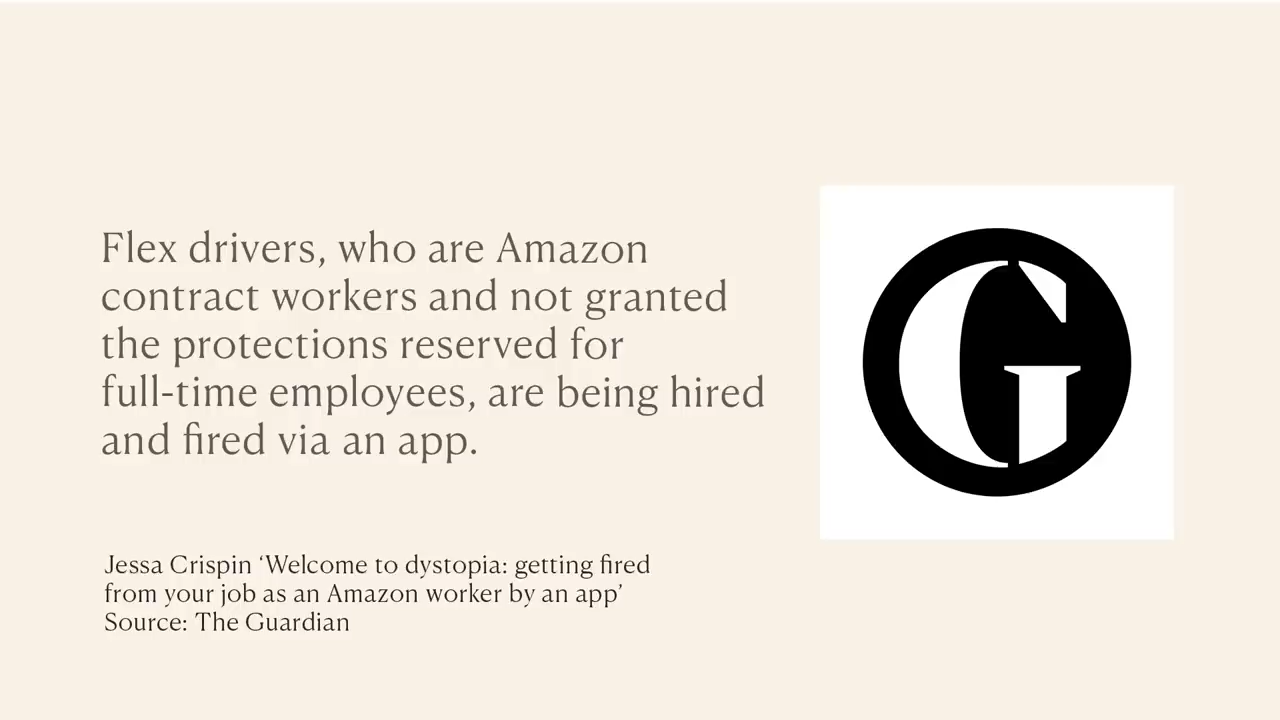 Flex drivers, who are Amazon
contract workers and not granted
the protections reserved for
full-time employees, are being hired
and fired via an app.
G
Jessa Crispin ‘Welcome to dystopia: getting fired
from your job as an Amazon worker by an app’
Source: The Guardian